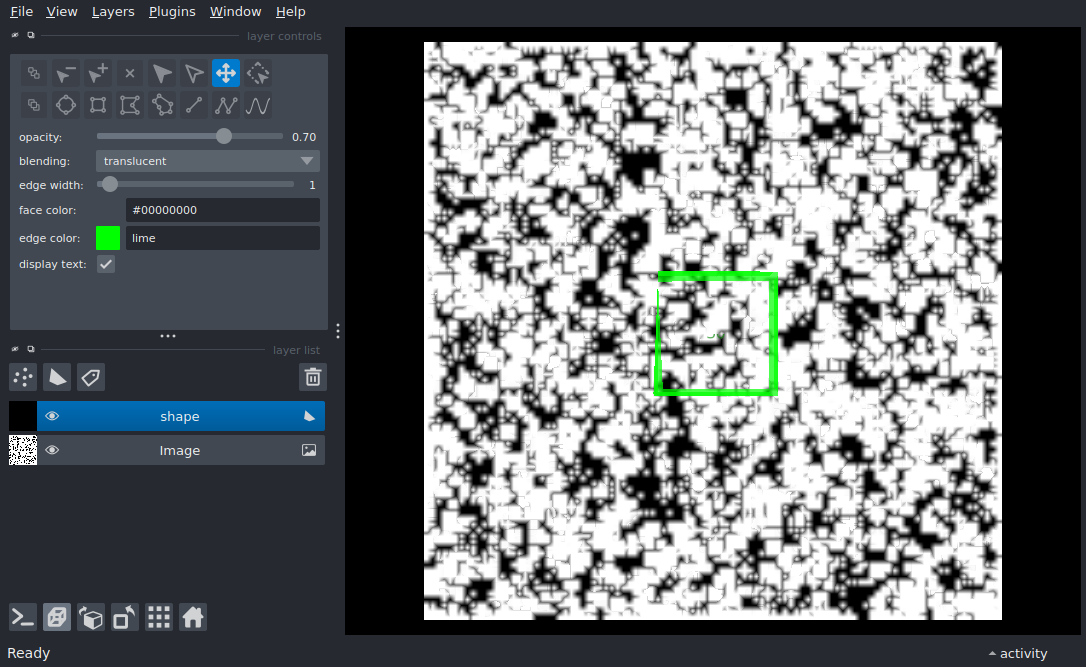 File View Layers Plugins Window Help
layer controls
opacity: 0.70
blending: translucent
edge width: 1
face color: #00000000
edge color: lime
display text:
layer list
shape
Image
Ready
activity